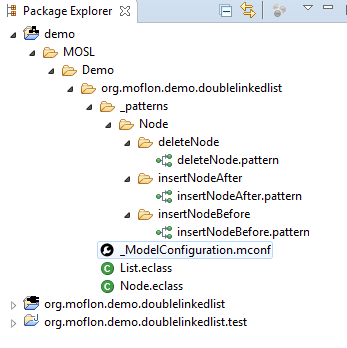 Package Explorer
demo
MOSL
Demo
org.moflon.demo.doublelinkedlist
_patterns
Node
deleteNode
deleteNode.pattern
insertNodeAfter
insertNodeAfter.pattern
insertNodeBefore
insertNodeBefore.pattern
_ModelConfiguration.mconf
List.eclass
Node.eclass
org.moflon.demo.doublelinkedlist
org.moflon.demo.doublelinkedlist.test